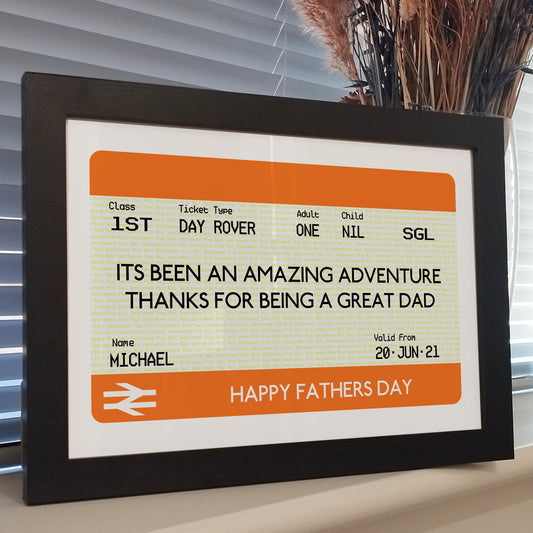 Class Ticket Type Adult Child
1ST DAY ROVER ONE NIL SGL
ITS BEEN AN AMAZING ADVENTURE
THANKS FOR BEING A GREAT DAD
Name Valid from
MICHAEL 20·JUN·21
HAPPY FATHERS DAY